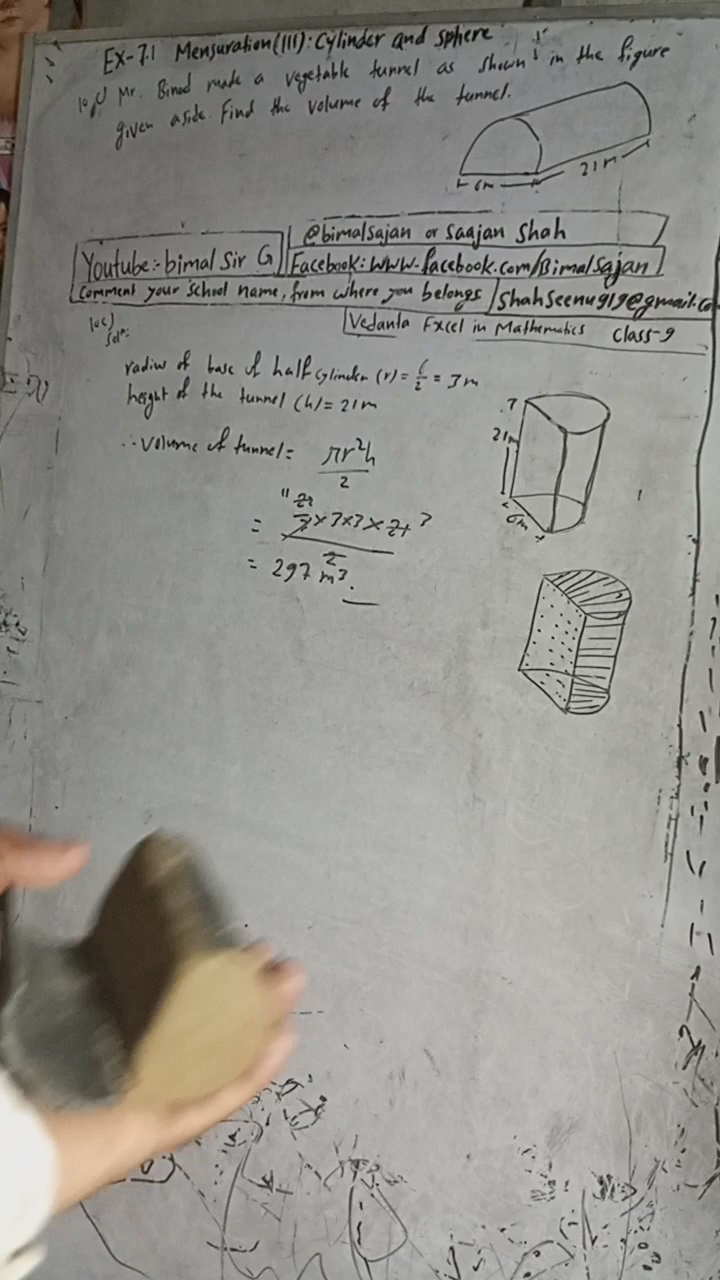 Ex-7.1 Mensuration(III): Cylinder and sphere
10c) Mr. Binod made a vegetable tunnel as shown in the figure
given aside. Find the volume of the tunnel.
6m
21m
@bimalsajan or Saajan Shah
Youtube:- bimal Sir G
Facebook: www.facebook.com/Bimalsajan
Comment your school name, from where you belongs
Shahseenu919@gmail.co
Vedanta Excel in Mathematics Class-9
10c)
Solⁿ:
radius of base of half cylinder (r) = 6/2 = 3m
height of the tunnel (h) = 21m
∴ Volume of tunnel = πr²h/2
= 22/7 × 3 × 3 × 21 3
11
2
= 297 m³.
21m
6m